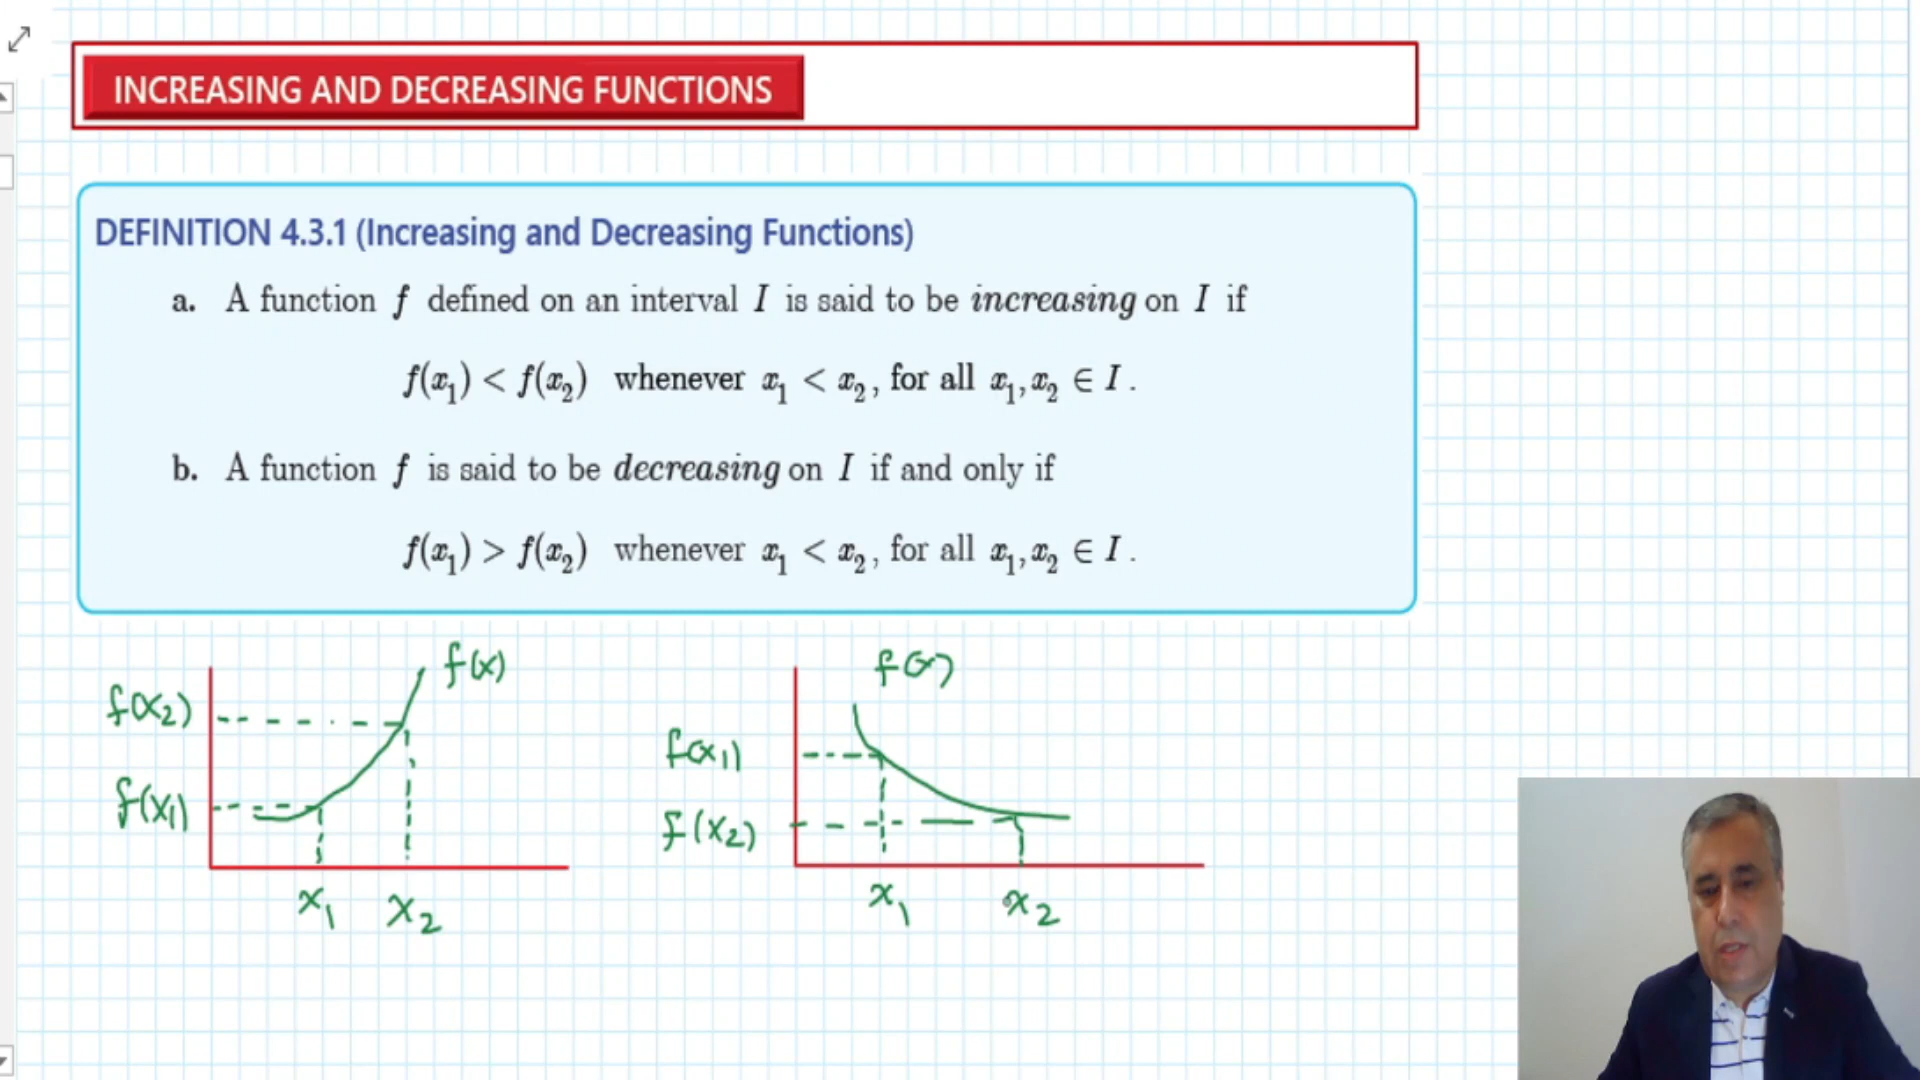 INCREASING AND DECREASING FUNCTIONS
DEFINITION 4.3.1 (Increasing and Decreasing Functions)
a. A function f defined on an interval I is said to be increasing on I if
f(x₁) < f(x₂) whenever x₁ < x₂, for all x₁, x₂ ∈ I.
b. A function f is said to be decreasing on I if and only if
f(x₁) > f(x₂) whenever x₁ < x₂, for all x₁, x₂ ∈ I.
f(x)
f(x₂)
f(x₁)
x₁ x₂
f(x)
f(x₁)
f(x₂)
x₁ x₂